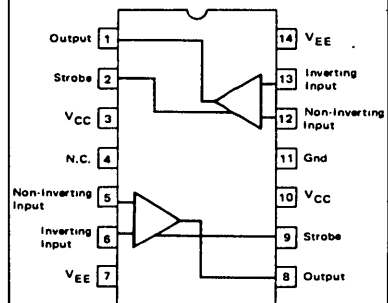 Output 1
Strobe 2
VCC 3
N.C. 4
Non-Inverting
Input 5
Inverting
Input 6
VEE 7
14 VEE
13 Inverting
Input
12 Non-Inverting
Input
11 Gnd
10 VCC
9 Strobe
8 Output